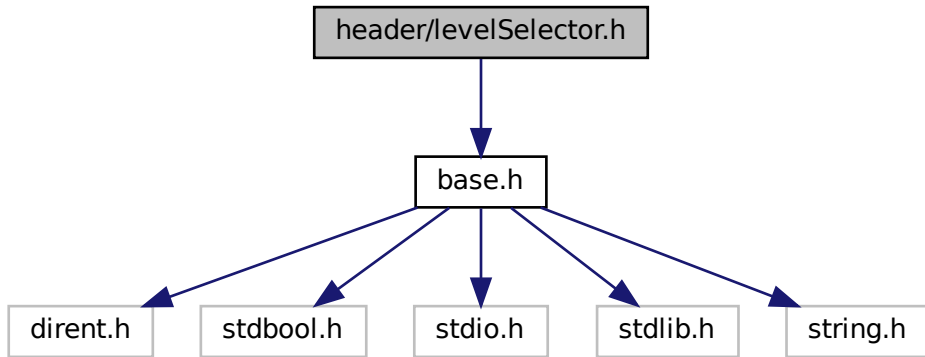 header/levelSelector.h
base.h
dirent.h
stdbool.h
stdio.h
stdlib.h
string.h